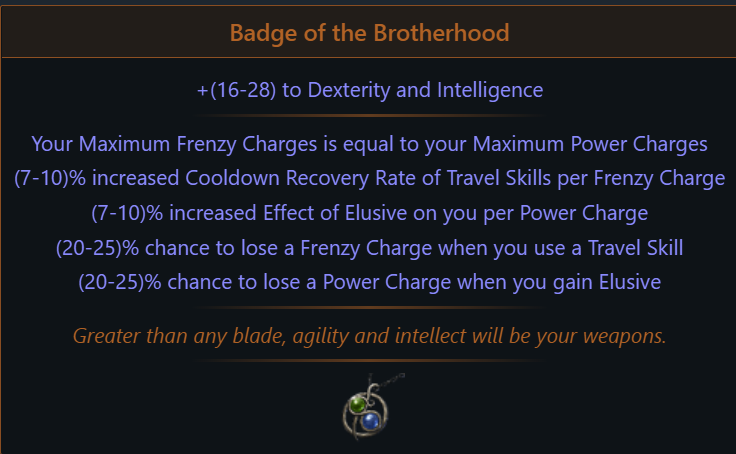 Badge of the Brotherhood
+(16-28) to Dexterity and Intelligence
Your Maximum Frenzy Charges is equal to your Maximum Power Charges
(7-10)% increased Cooldown Recovery Rate of Travel Skills per Frenzy Charge
(7-10)% increased Effect of Elusive on you per Power Charge
(20-25)% chance to lose a Frenzy Charge when you use a Travel Skill
(20-25)% chance to lose a Power Charge when you gain Elusive
Greater than any blade, agility and intellect will be your weapons.